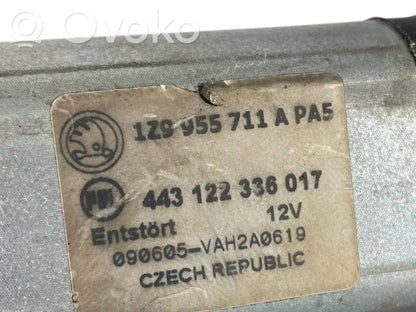 © OVOKO
1Z9 955 711 A PA5
443 122 336 017
Entstört 12V
090605-VAH2A0619
CZECH REPUBLIC